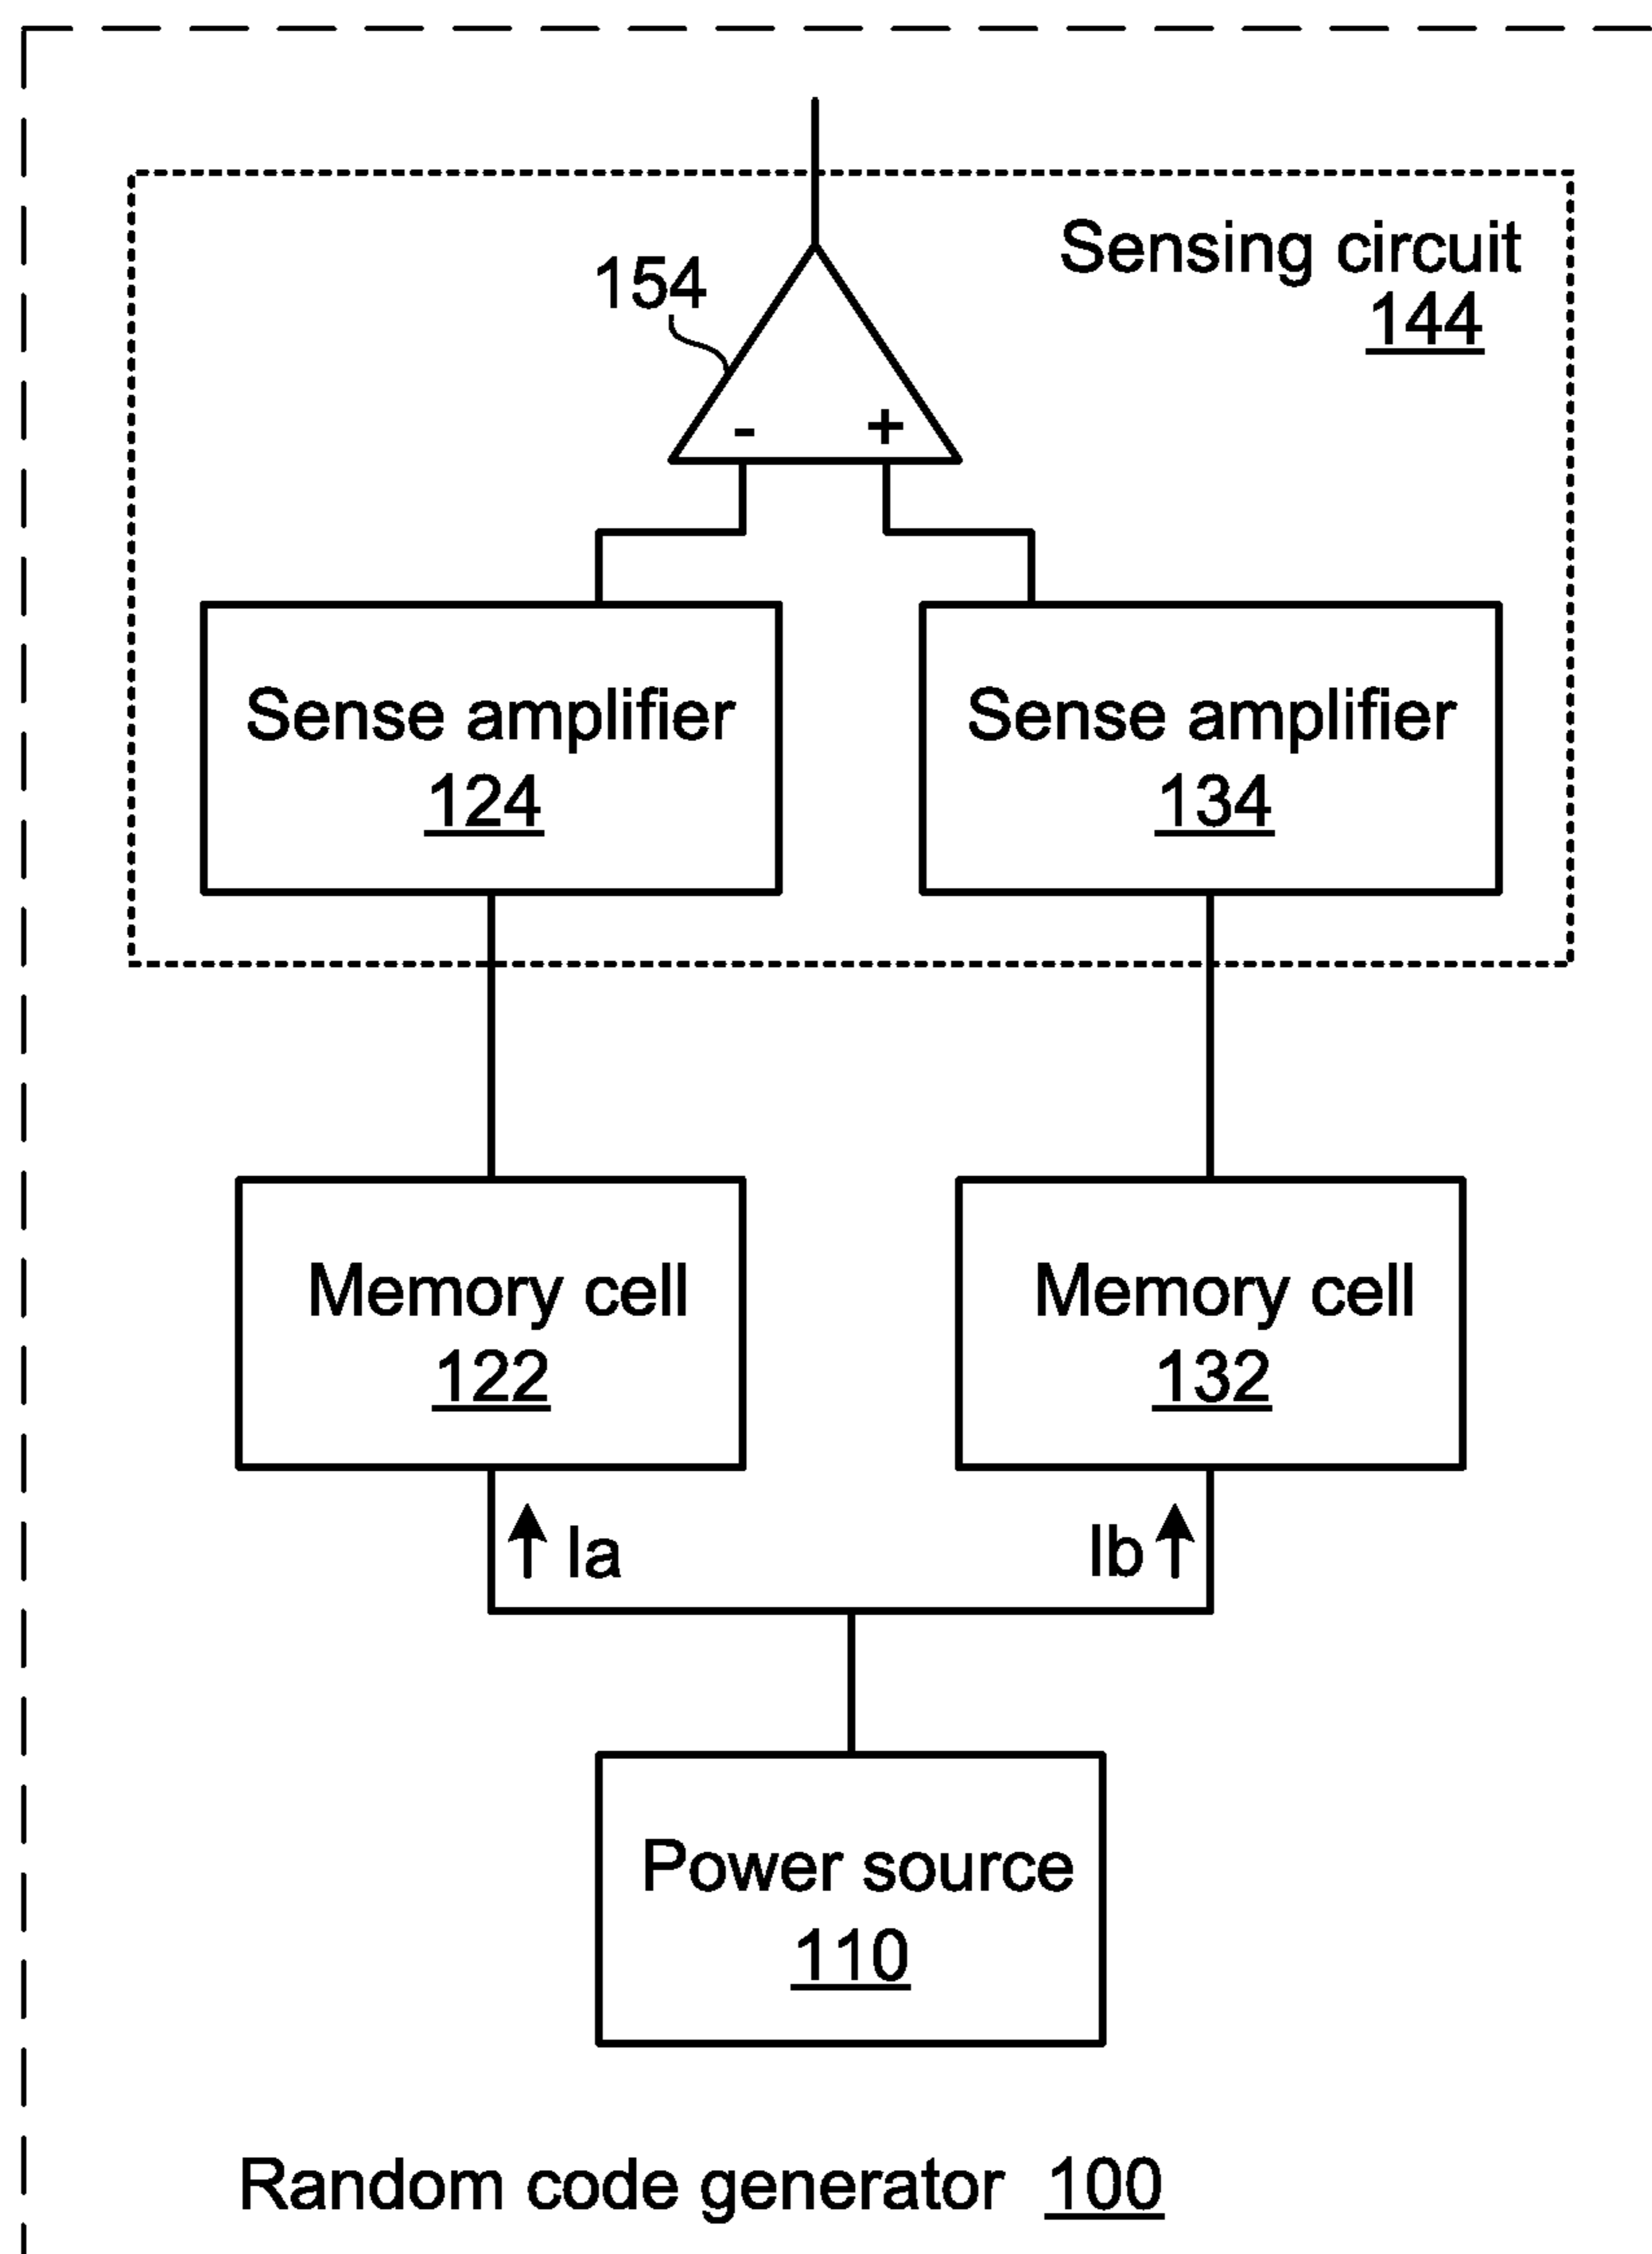 Sensing circuit
144
154
- +
Sense amplifier
124
Sense amplifier
134
Memory cell
122
Memory cell
132
Ia
Ib
Power source
110
Random code generator 100